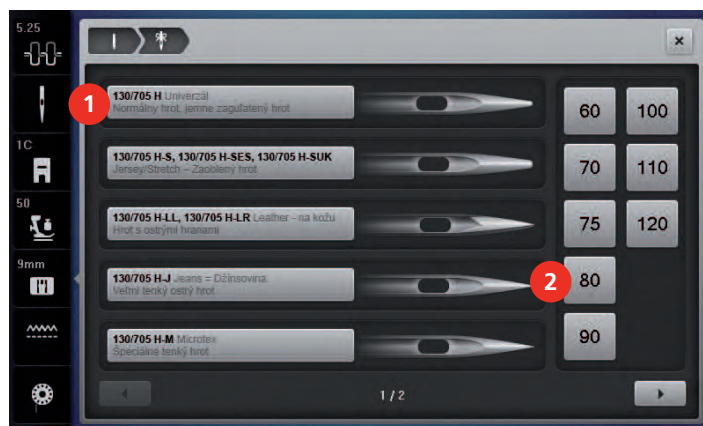 5.25
1C
50
9mm
1
130/705 H Univerzál
Normálny hrot, jemne zaguľatený hrot
130/705 H-S, 130/705 H-SES, 130/705 H-SUK
Jersey/Stretch – Zaoblený hrot
130/705 H-LL, 130/705 H-LR Leather - na kožu
Hrot s ostrými hranami
130/705 H-J Jeans = Džínsovina
Veľmi tenký ostrý hrot
130/705 H-M Microtex
Špeciálne tenký hrot
60 100
70 110
75 120
2
80
90
1 / 2